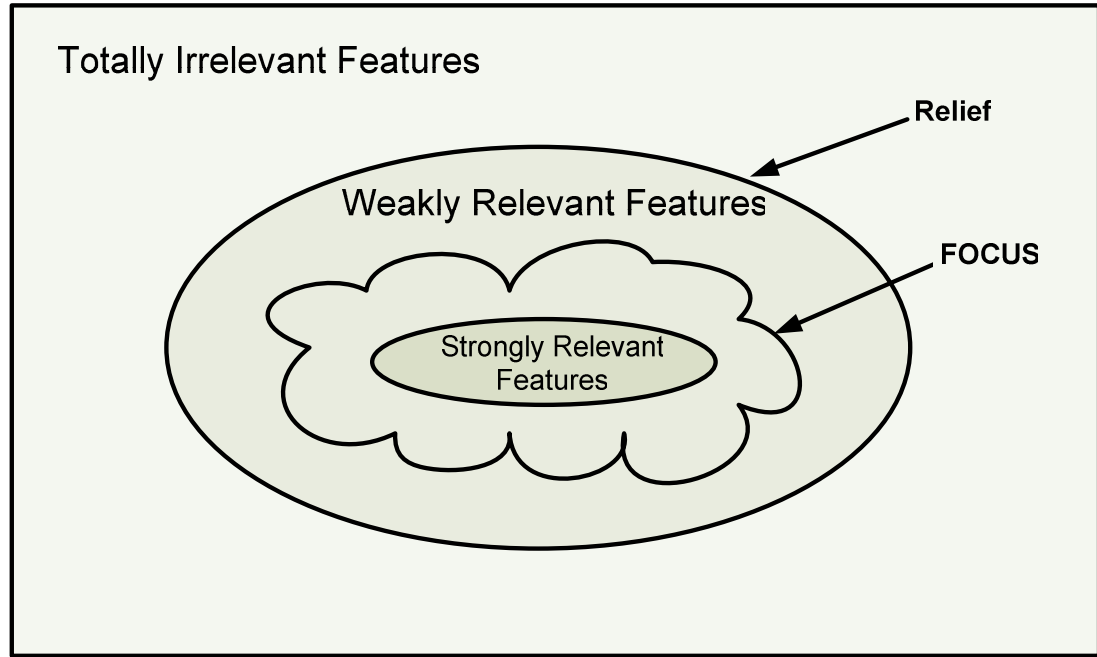 Totally Irrelevant Features
Relief
Weakly Relevant Features
FOCUS
Strongly Relevant
Features